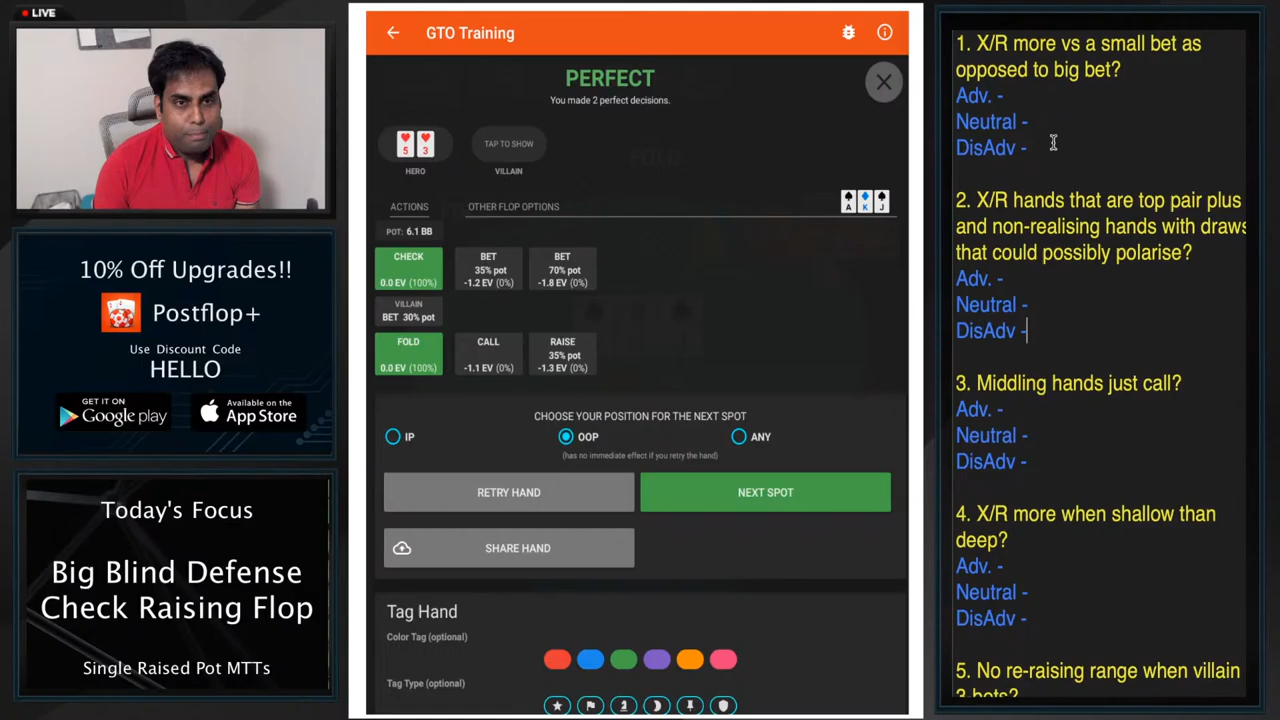 LIVE
10% Off Upgrades!!
Postflop+
Use Discount Code
HELLO
GET IT ON
Google play
Available on the
App Store
Today's Focus
Big Blind Defense
Check Raising Flop
Single Raised Pot MTTs
GTO Training
PERFECT
You made 2 perfect decisions.
5 3
TAP TO SHOW
HERO
VILLAIN
ACTIONS
OTHER FLOP OPTIONS
A K J
POT: 6.1 BB
CHECK
0.0 EV (100%)
BET
35% pot
-1.2 EV (0%)
BET
70% pot
-1.8 EV (0%)
VILLAIN
BET 30% pot
FOLD
0.0 EV (100%)
CALL
-1.1 EV (0%)
RAISE
35% pot
-1.3 EV (0%)
CHOOSE YOUR POSITION FOR THE NEXT SPOT
IP
OOP
ANY
(has no immediate effect if you retry the hand)
RETRY HAND
NEXT SPOT
SHARE HAND
Tag Hand
Color Tag (optional)
Tag Type (optional)
1. X/R more vs a small bet as
opposed to big bet?
Adv. -
Neutral -
DisAdv -
2. X/R hands that are top pair plus
and non-realising hands with draws
that could possibly polarise?
Adv. -
Neutral -
DisAdv -
3. Middling hands just call?
Adv. -
Neutral -
DisAdv -
4. X/R more when shallow than
deep?
Adv. -
Neutral -
DisAdv -
5. No re-raising range when villain
3-bets?